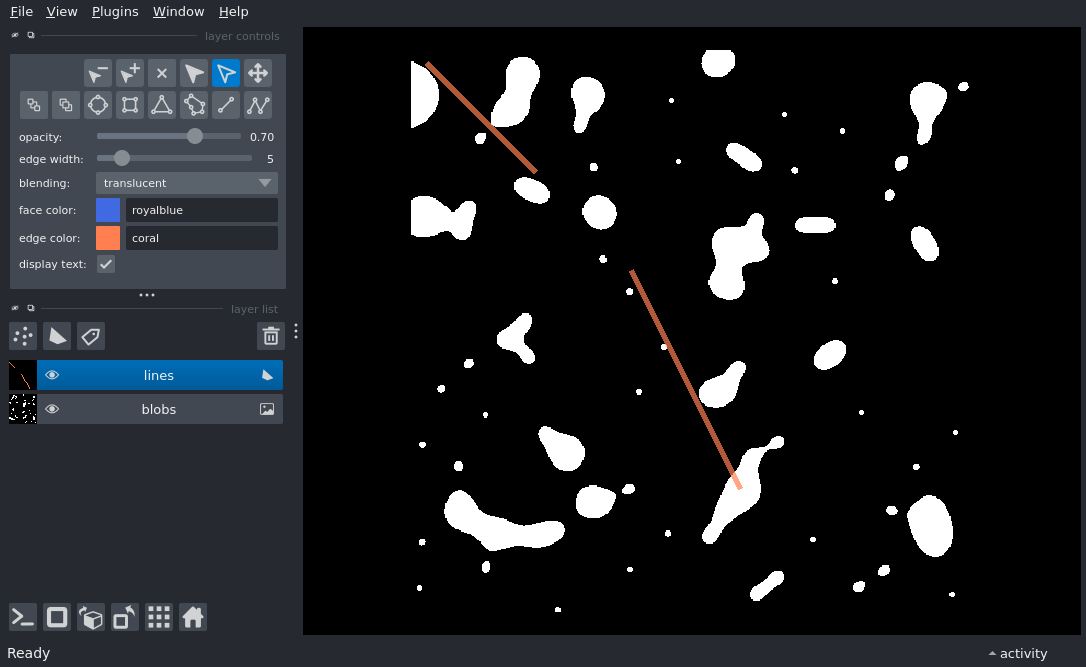 File View Plugins Window Help
layer controls
opacity: 0.70
edge width: 5
blending: translucent
face color: royalblue
edge color: coral
display text:
layer list
lines
blobs
Ready
activity